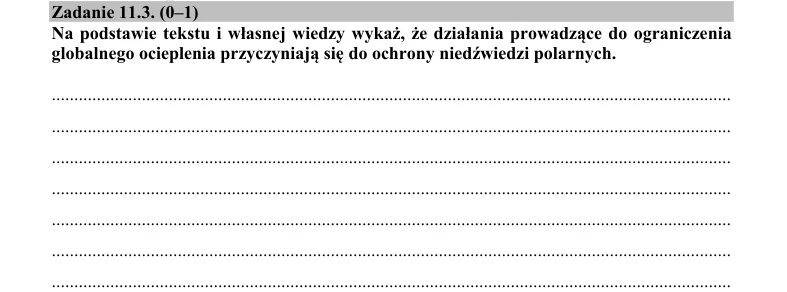 Zadanie 11.3. (0–1)
Na podstawie tekstu i własnej wiedzy wykaż, że działania prowadzące do ograniczenia
globalnego ocieplenia przyczyniają się do ochrony niedźwiedzi polarnych.